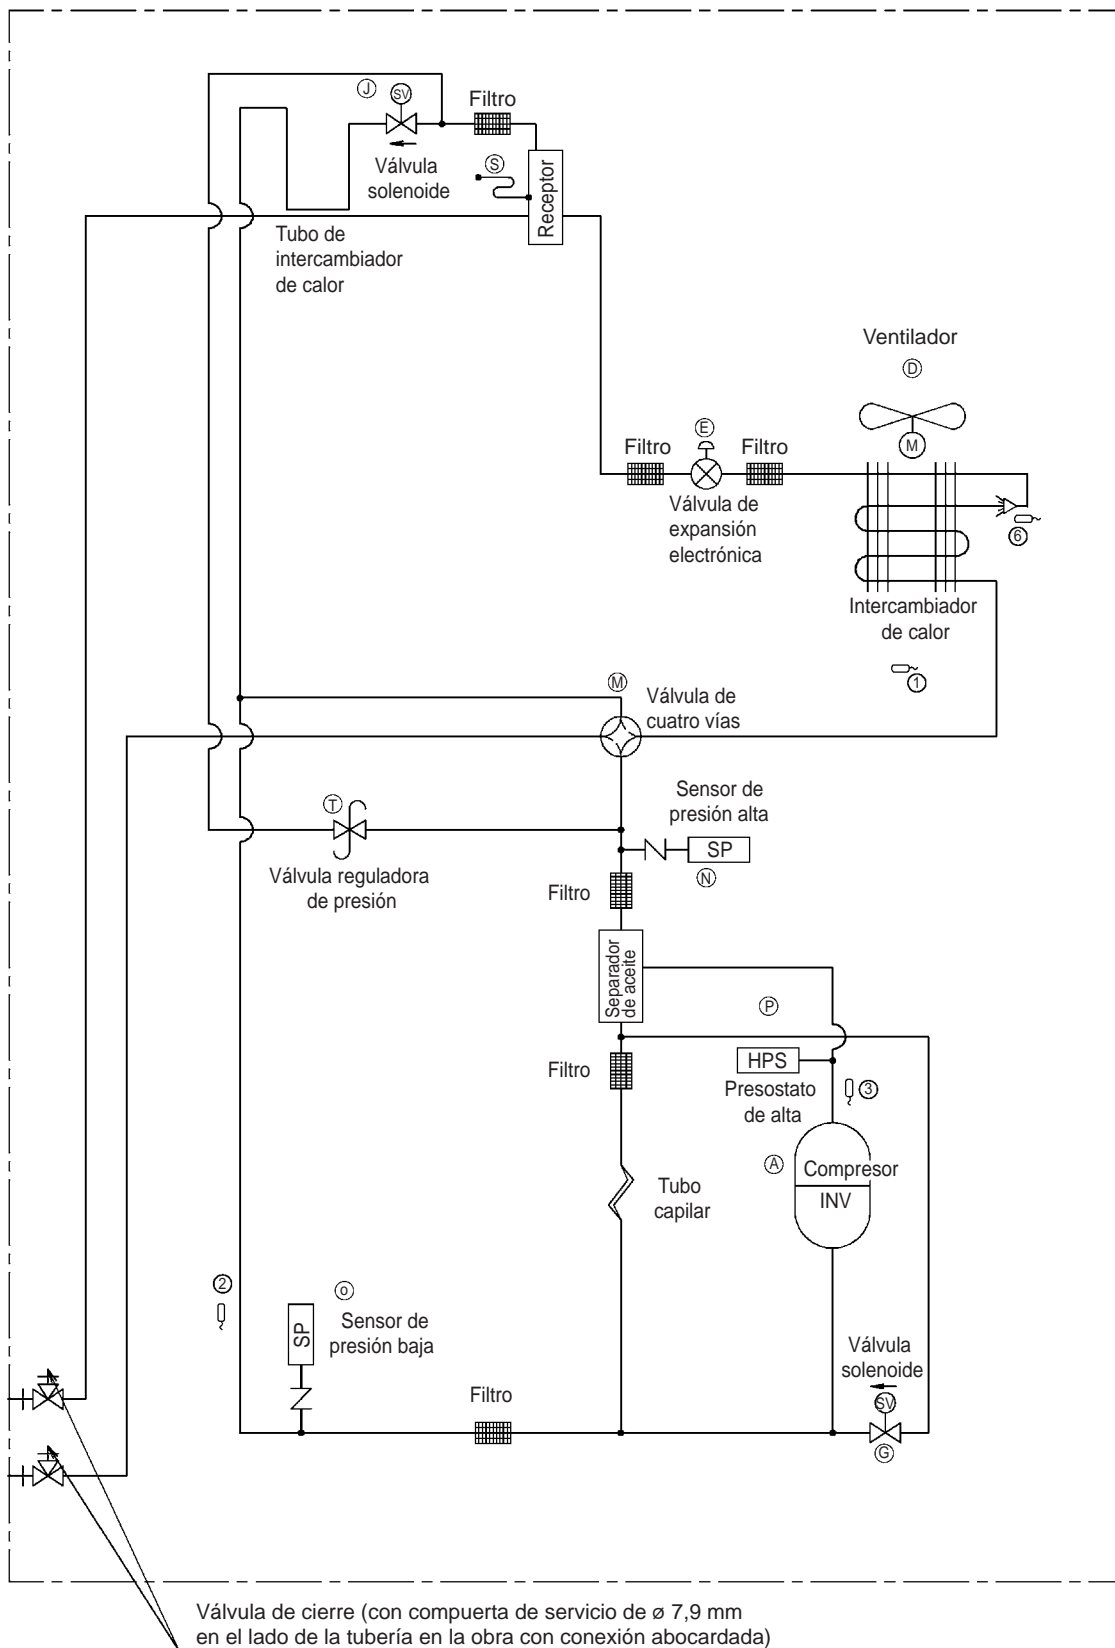 J
SV
Filtro
Válvula
solenoide
S
Receptor
Tubo de
intercambiador
de calor
Ventilador
D
M
E
Filtro
Filtro
Válvula de
expansión
electrónica
6
Intercambiador
de calor
1
M
Válvula de
cuatro vías
T
Válvula reguladora
de presión
Sensor de
presión alta
SP
N
Filtro
Separador
de aceite
P
Filtro
HPS
Presostato
de alta
3
A
Compresor
INV
Tubo
capilar
2
o
SP
Sensor de
presión baja
Filtro
Válvula
solenoide
SV
G
Válvula de cierre (con compuerta de servicio de ø 7,9 mm
en el lado de la tubería en la obra con conexión abocardada)